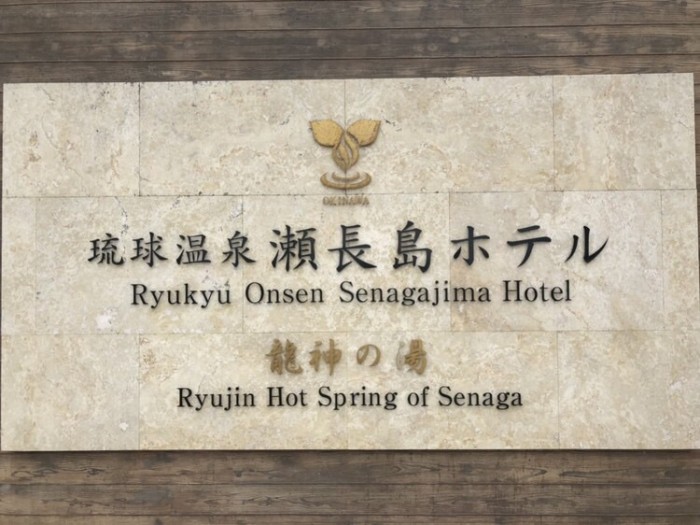 OKINAWA
琉球温泉 瀬長島ホテル
Ryukyu Onsen Senagajima Hotel
龍神の湯
Ryujin Hot Spring of Senaga